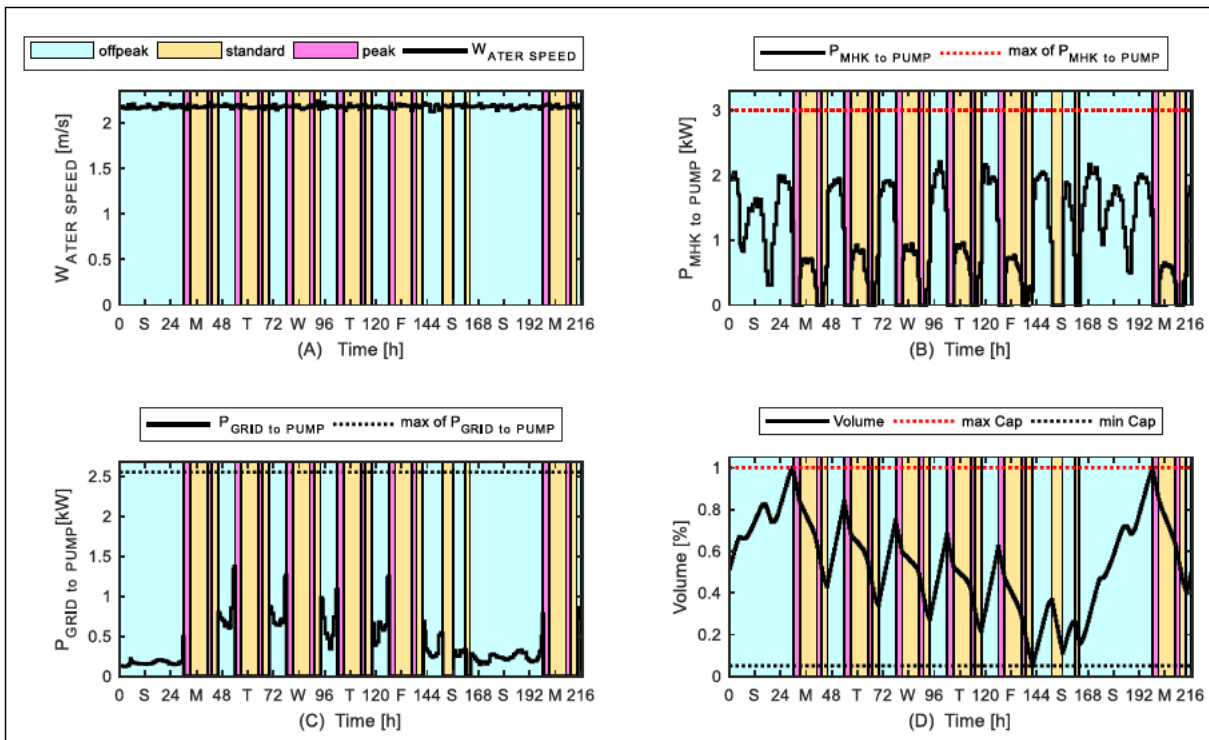 offpeak standard peak WATER SPEED
PMHK to PUMP max of PMHK to PUMP
WATER SPEED [m/s]
2
1.5
1
0.5
0
0 S 24 M 48 T 72 W 96 T 120 F 144 S 168 S 192 M 216
(A) Time [h]
PMHK to PUMP [kW]
3
2
1
0
0 S 24 M 48 T 72 W 96 T 120 F 144 S 168 S 192 M 216
(B) Time [h]
PGRID to PUMP max of PGRID to PUMP
Volume max Cap min Cap
PGRID to PUMP[kW]
2.5
2
1.5
1
0.5
0
0 S 24 M 48 T 72 W 96 T 120 F 144 S 168 S 192 M 216
(C) Time [h]
Volume [%]
1
0.8
0.6
0.4
0.2
0
0 S 24 M 48 T 72 W 96 T 120 F 144 S 168 S 192 M 216
(D) Time [h]